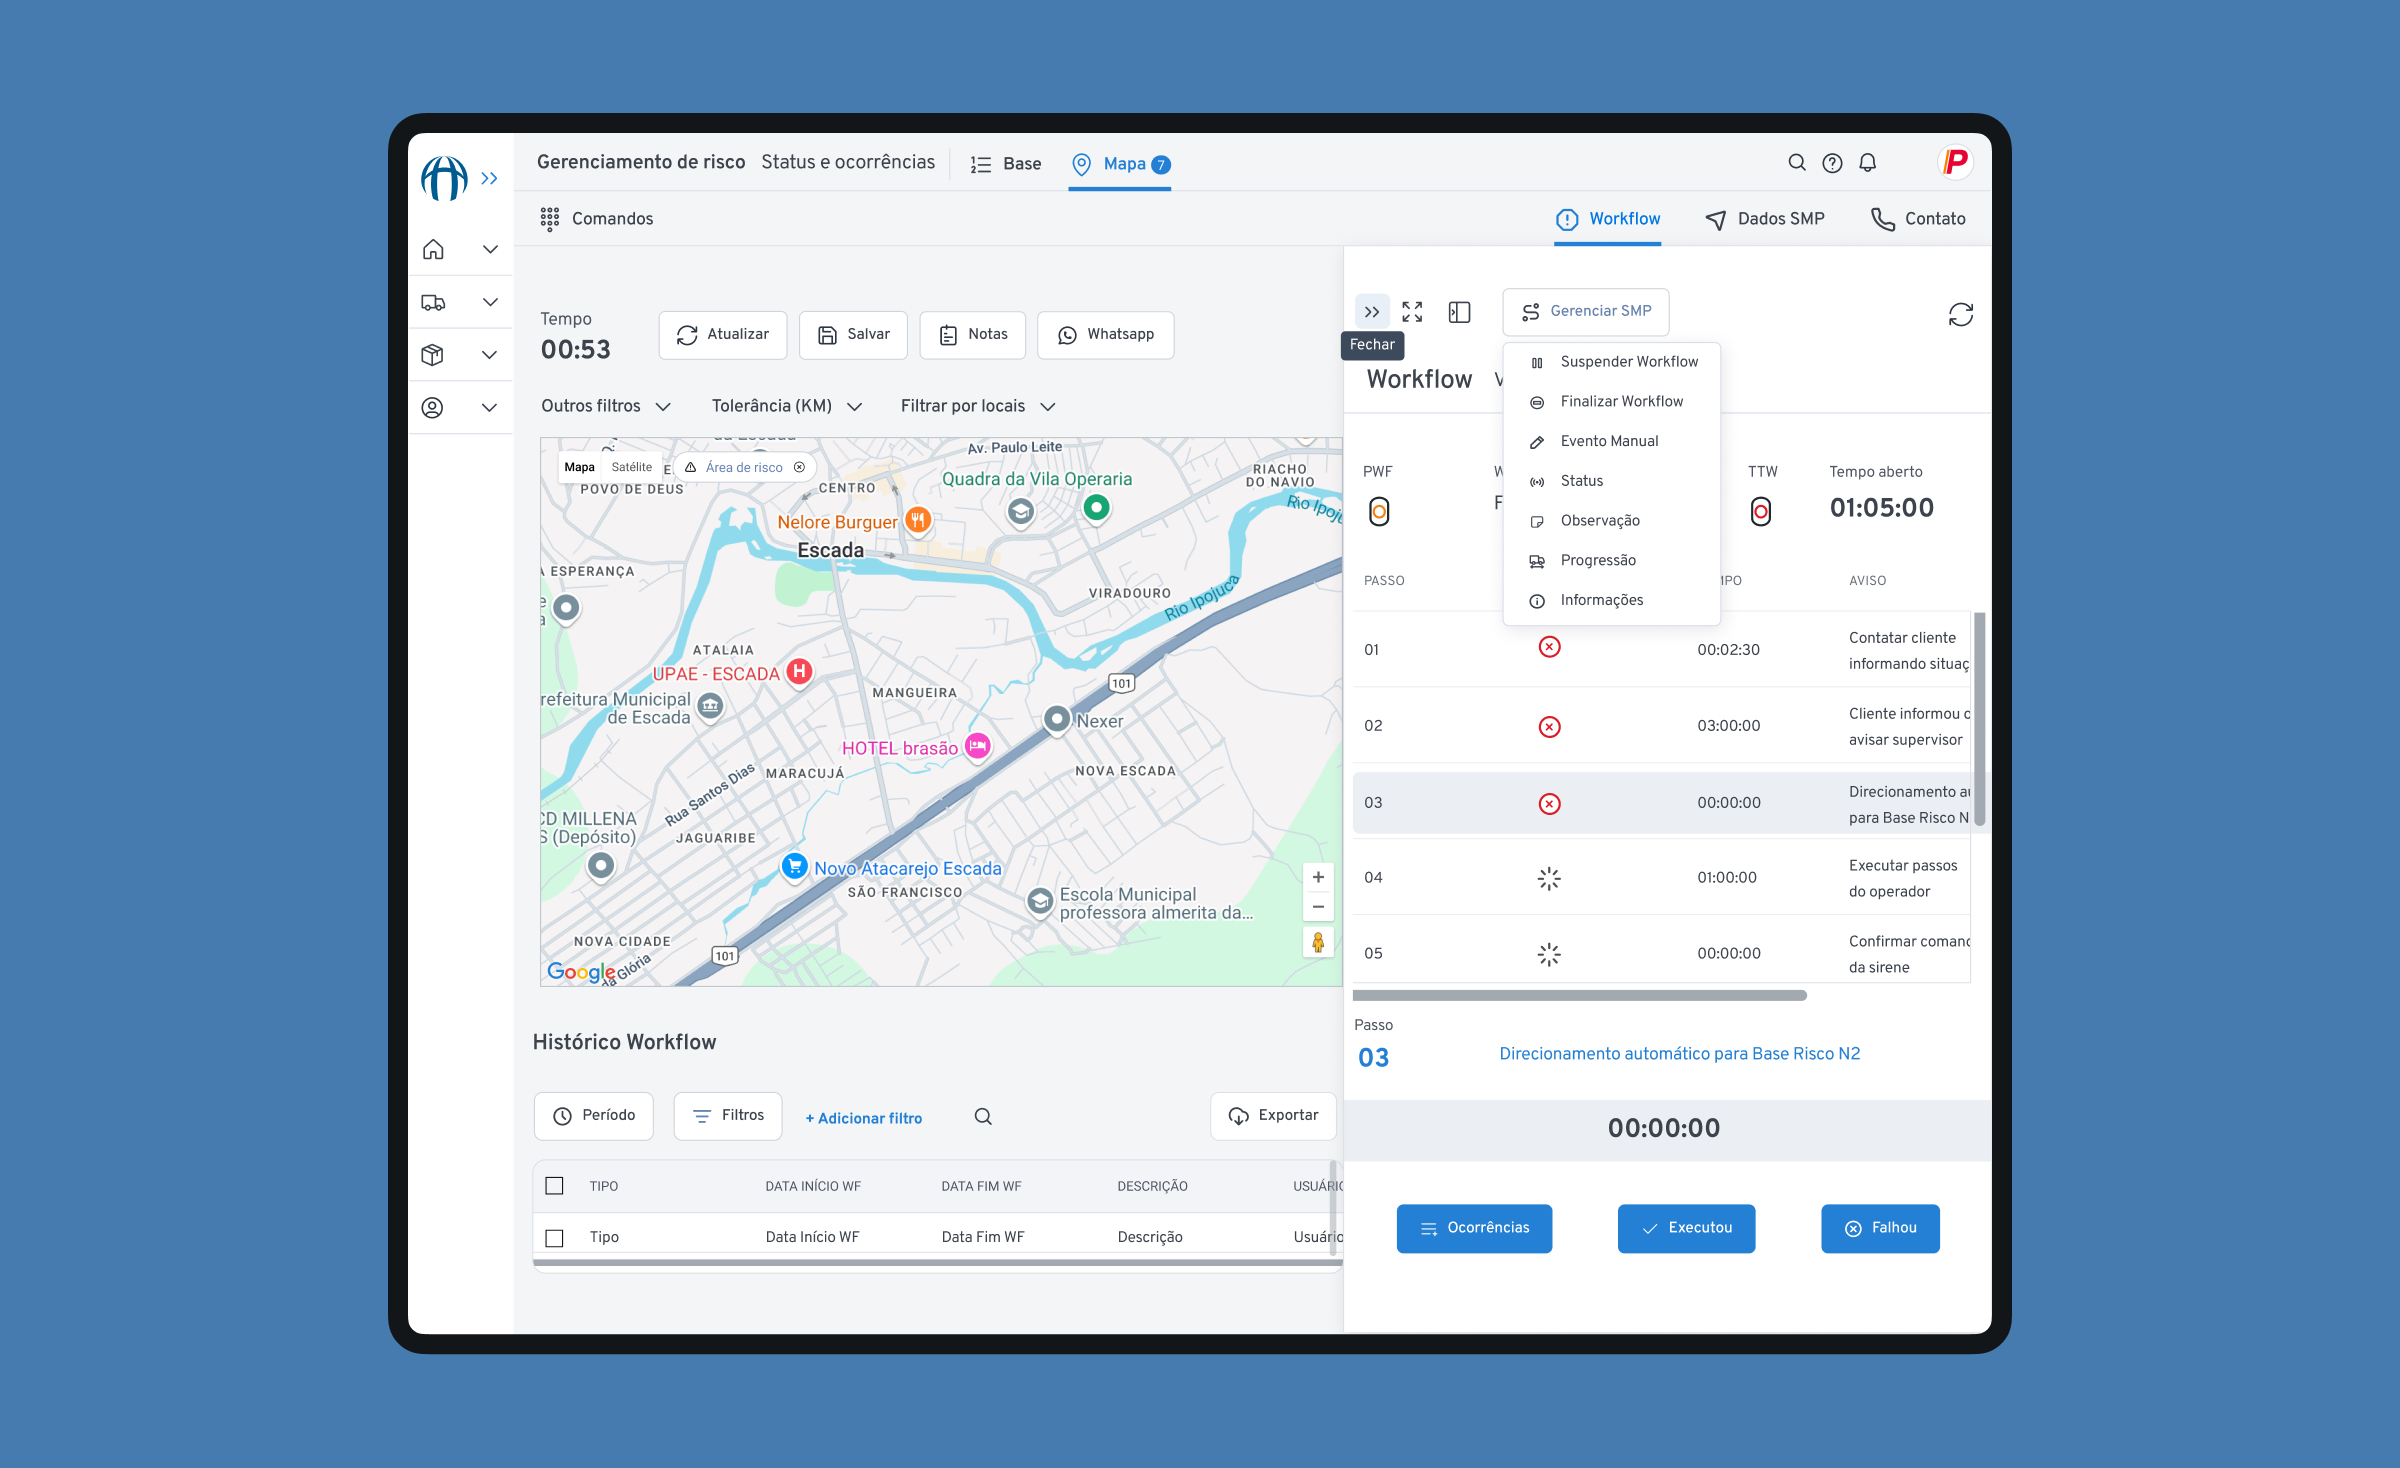 Gerenciamento de risco
Status e ocorrências
Base
Mapa 7
P
Comandos
Workflow
Dados SMP
Contato
Tempo
00:53
Atualizar
Salvar
Notas
Whatsapp
Outros filtros
Tolerância (KM)
Filtrar por locais
Mapa
Satélite
Área de risco
POVO DE DEUS
CENTRO
Av. Paulo Leite
Quadra da Vila Operaria
RIACHO
DO NAVIO
Rio Ipoju
Nelore Burguer
Escada
A ESPERANÇA
VIRADOURO
Rio Ipojuca
ATALAIA
UPAE - ESCADA
H
MANGUEIRA
101
refeitura Municipal
de Escada
Nexer
HOTEL brasão
MARACUJÁ
NOVA ESCADA
Rua Santos Dias
CD MILLENA
S (Depósito)
JAGUARIBE
Novo Atacarejo Escada
SÃO FRANCISCO
Escola Municipal
professora almerita da...
NOVA CIDADE
101
Google
da Glória
Histórico Workflow
Período
Filtros
+ Adicionar filtro
Exportar
TIPO
DATA INÍCIO WF
DATA FIM WF
DESCRIÇÃO
USUÁRIO
Tipo
Data Início WF
Data Fim WF
Descrição
Usuário
Gerenciar SMP
Fechar
Workflow
V
Suspender Workflow
Finalizar Workflow
Evento Manual
Status
Observação
Progressão
Informações
PWF
W
F
TTW
Tempo aberto
01:05:00
PASSO
MPO
AVISO
01
00:02:30
Contatar cliente
informando situaç
02
03:00:00
Cliente informou o
avisar supervisor
03
00:00:00
Direcionamento au
para Base Risco N
04
01:00:00
Executar passos
do operador
05
00:00:00
Confirmar comanc
da sirene
Passo
03
Direcionamento automático para Base Risco N2
00:00:00
Ocorrências
Executou
Falhou